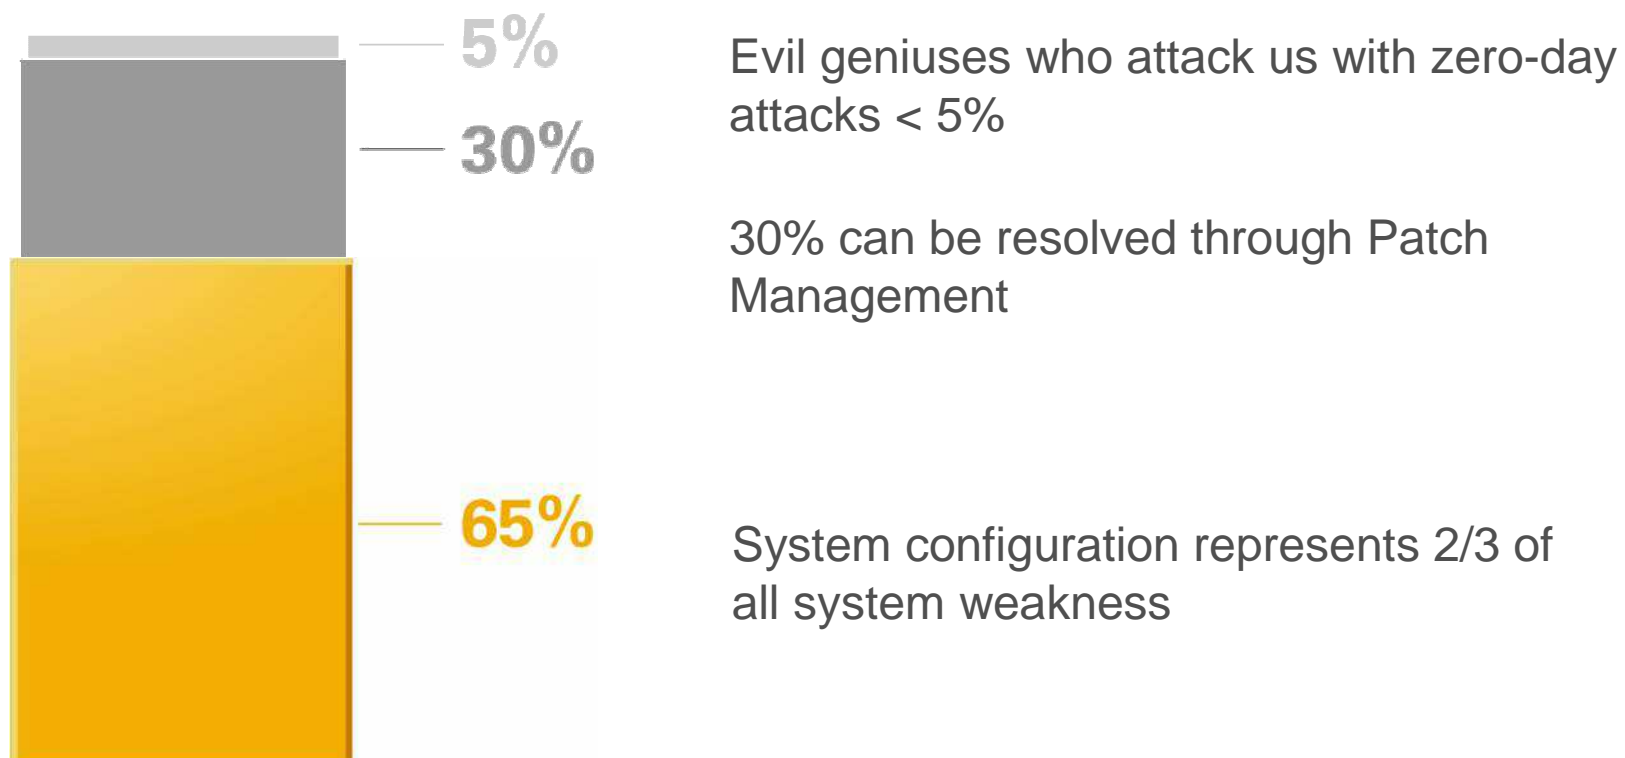 5%
Evil geniuses who attack us with zero-day
attacks < 5%
30%
30% can be resolved through Patch
Management
65%
System configuration represents 2/3 of
all system weakness